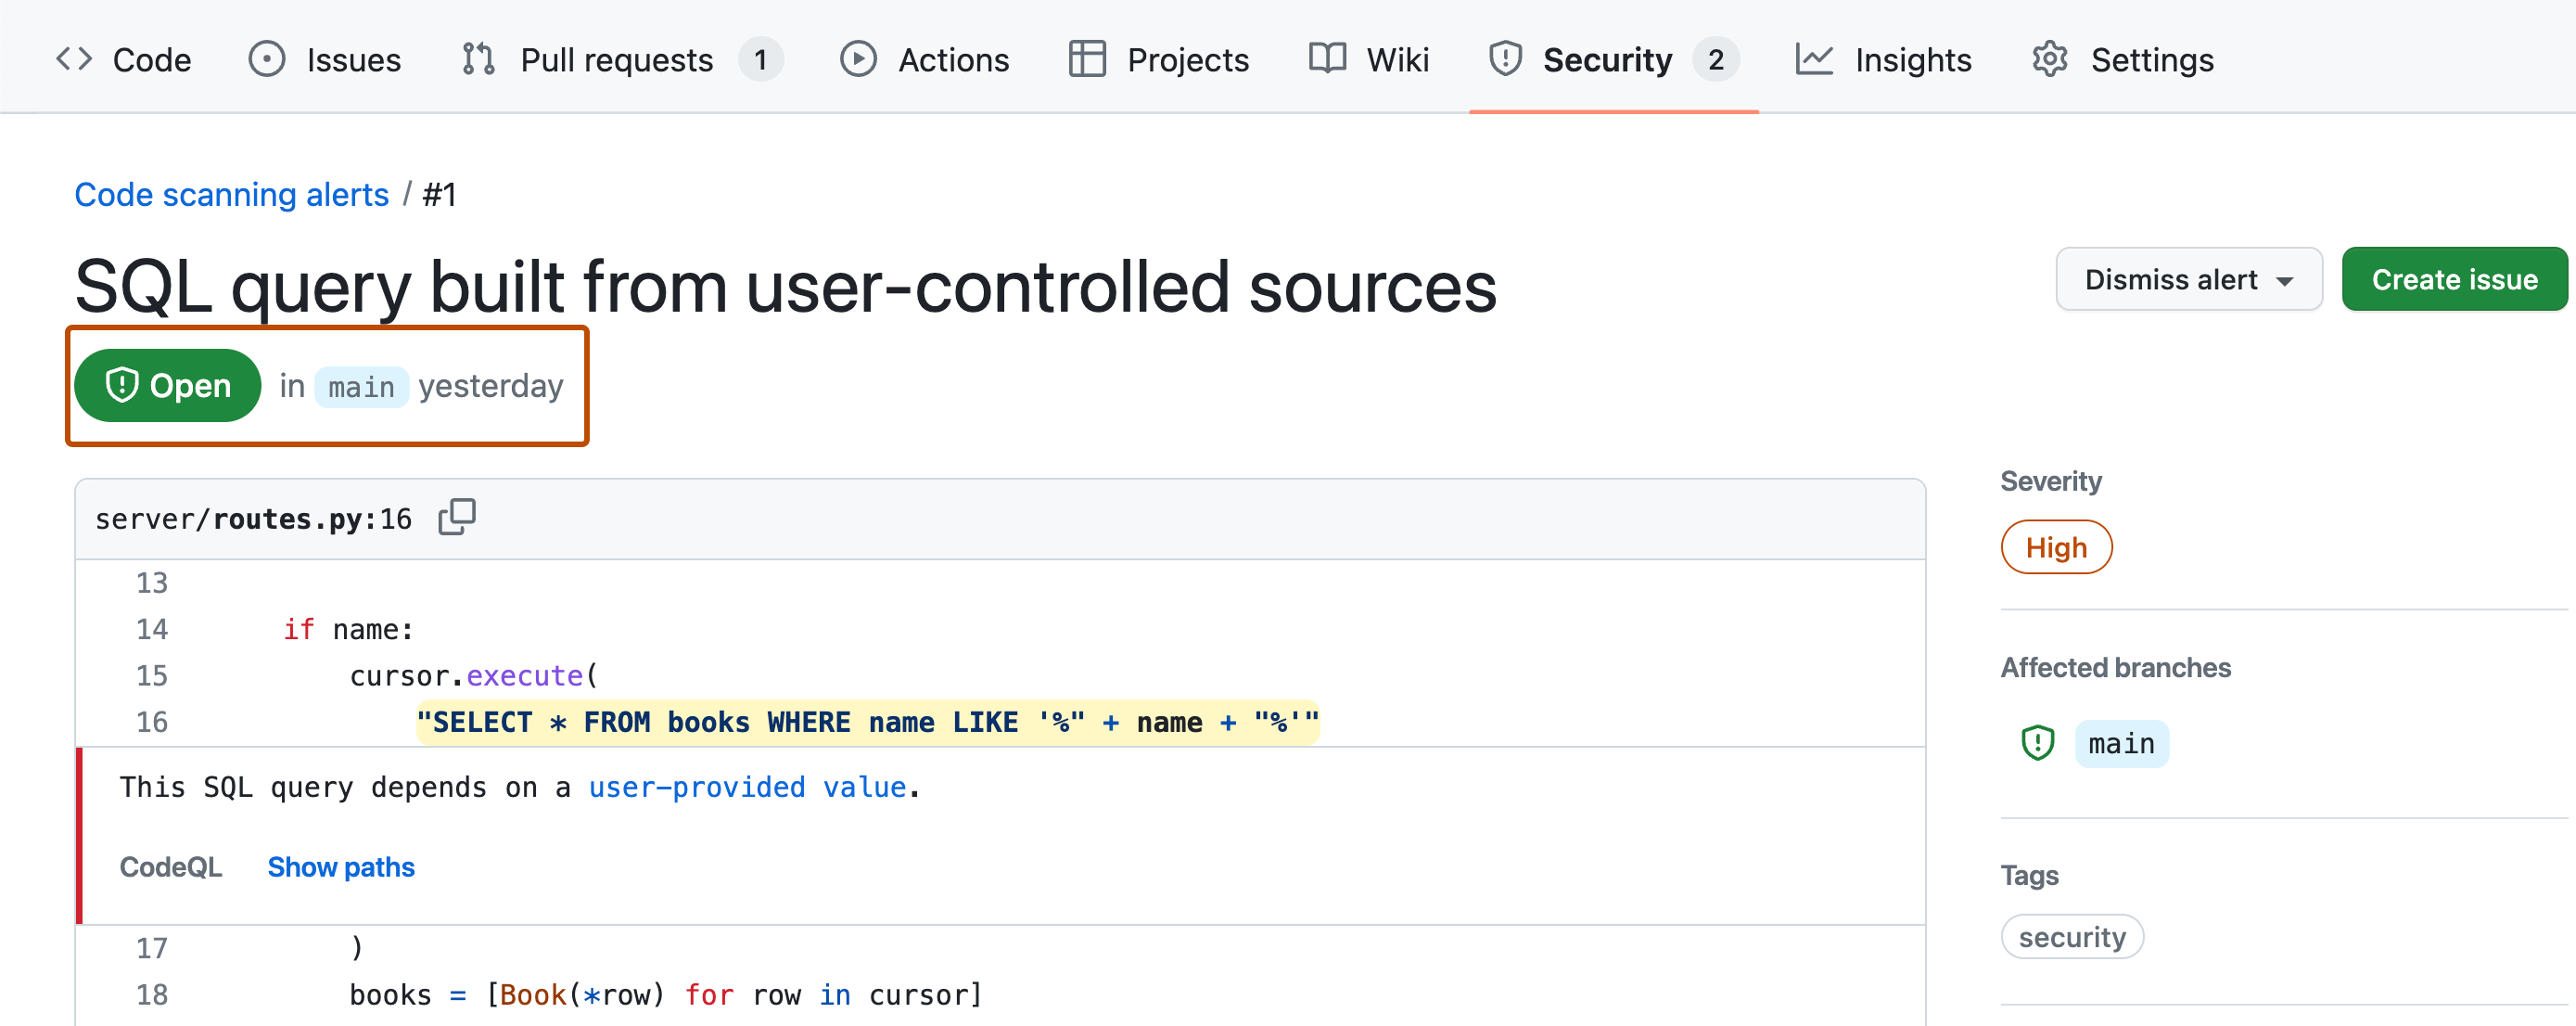 Code Issues Pull requests 1 Actions Projects Wiki Security 2 Insights Settings
Code scanning alerts / #1
SQL query built from user-controlled sources
Dismiss alert Create issue
Open in main yesterday
server/routes.py:16
13
14 if name:
15 cursor.execute(
16 "SELECT * FROM books WHERE name LIKE '%" + name + "%'"
This SQL query depends on a user-provided value.
CodeQL Show paths
17 )
18 books = [Book(*row) for row in cursor]
Severity
High
Affected branches
main
Tags
security